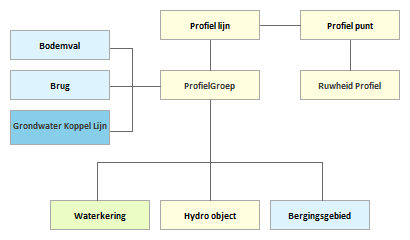 Profiel lijn
Profiel punt
Bodemval
Brug
ProfielGroep
Ruwheid Profiel
Grondwater Koppel Lijn
Waterkering
Hydro object
Bergingsgebied